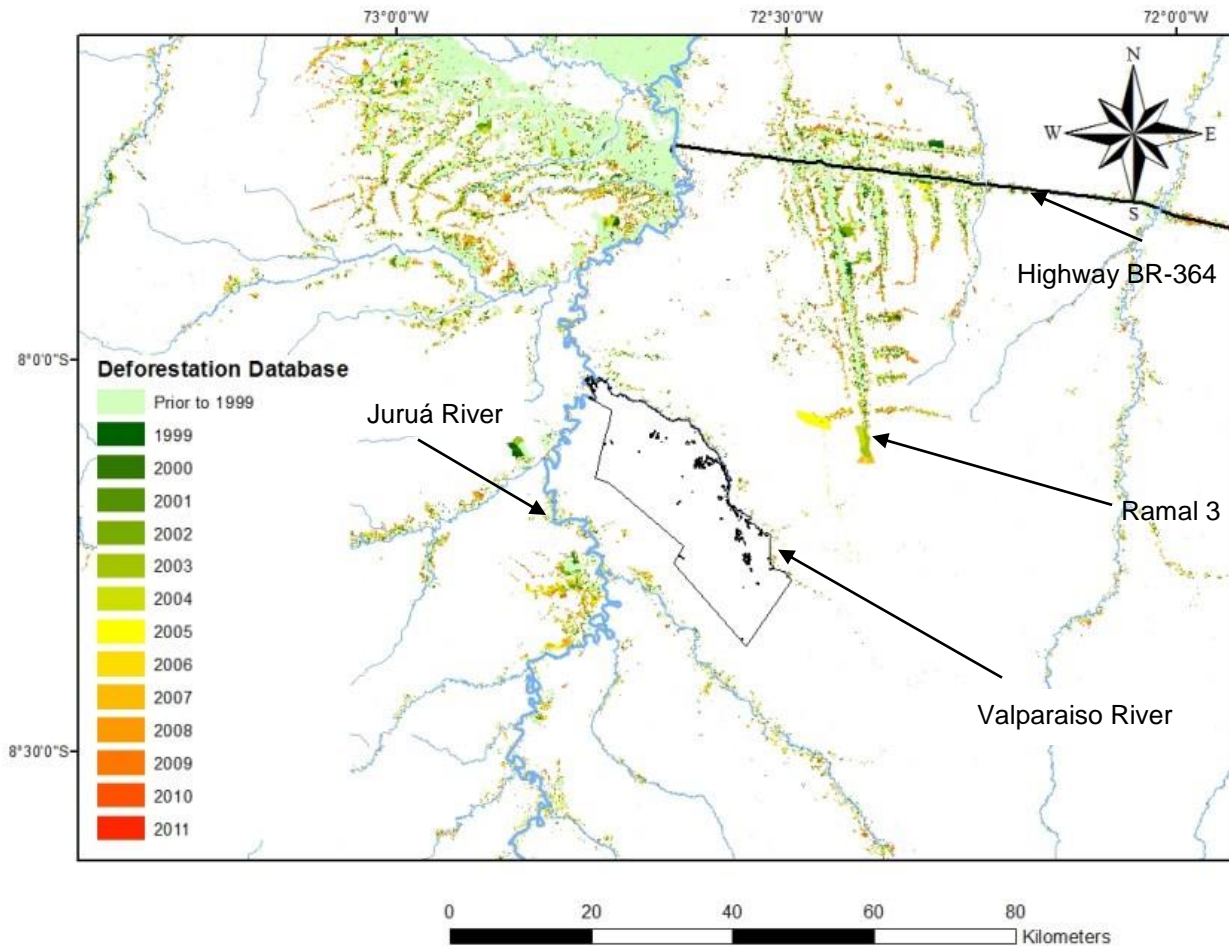 73°0'0"W
72°30'0"W
72°0'0"W
N
W
E
S
Highway BR-364
8°0'0"S
Deforestation Database
Prior to 1999
1999
2000
2001
2002
2003
2004
2005
2006
2007
2008
2009
2010
2011
Juruá River
Ramal 3
Valparaiso River
8°30'0"S
0
20
40
60
80
Kilometers